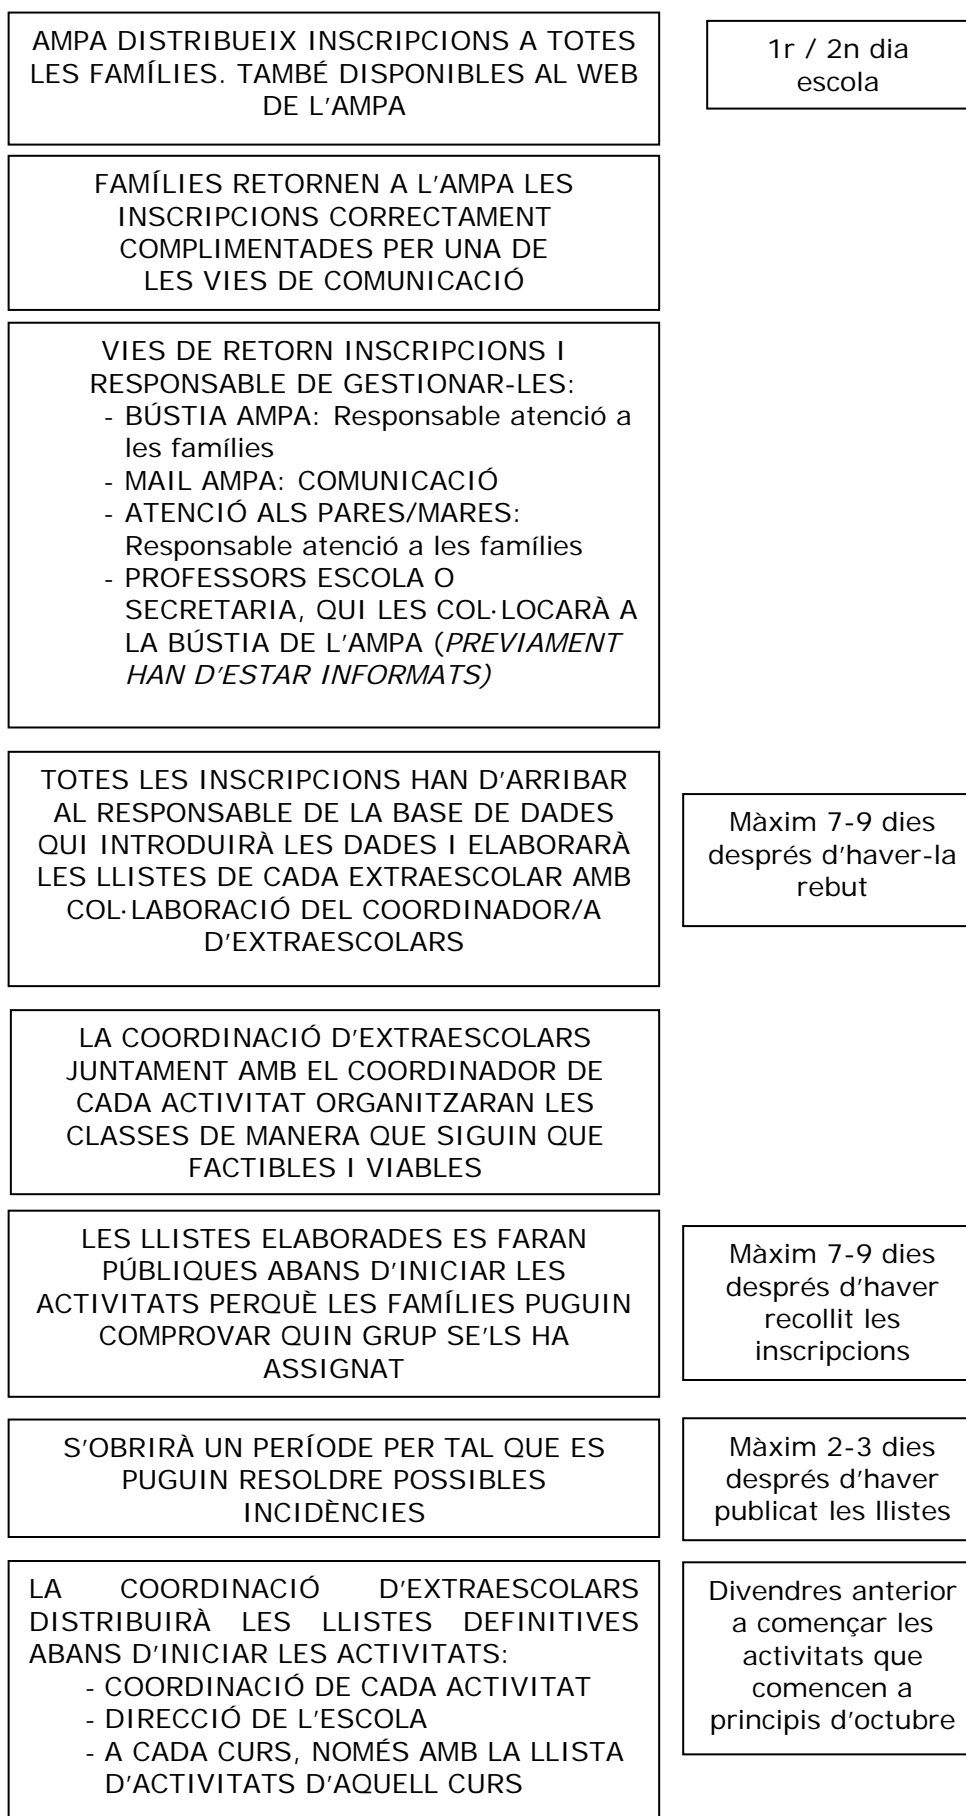 AMPA DISTRIBUEIX INSCRIPCIONS A TOTES
LES FAMÍLIES. TAMBÉ DISPONIBLES AL WEB
DE L'AMPA
1r / 2n dia
escola
FAMÍLIES RETORNEN A L'AMPA LES
INSCRIPCIONS CORRECTAMENT
COMPLIMENTADES PER UNA DE
LES VIES DE COMUNICACIÓ
VIES DE RETORN INSCRIPCIONS I
RESPONSABLE DE GESTIONAR-LES:
- BÚSTIA AMPA: Responsable atenció a
les famílies
- MAIL AMPA: COMUNICACIÓ
- ATENCIÓ ALS PARES/MARES:
Responsable atenció a les famílies
- PROFESSORS ESCOLA O
SECRETARIA, QUI LES COL·LOCARÀ A
LA BÚSTIA DE L'AMPA (PREVIAMENT
HAN D'ESTAR INFORMATS)
TOTES LES INSCRIPCIONS HAN D'ARRIBAR
AL RESPONSABLE DE LA BASE DE DADES
QUI INTRODUIRÀ LES DADES I ELABORARÀ
LES LLISTES DE CADA EXTRAESCOLAR AMB
COL·LABORACIÓ DEL COORDINADOR/A
D'EXTRAESCOLARS
Màxim 7-9 dies
després d'haver-la
rebut
LA COORDINACIÓ D'EXTRAESCOLARS
JUNTAMENT AMB EL COORDINADOR DE
CADA ACTIVITAT ORGANITZARAN LES
CLASSES DE MANERA QUE SIGUIN QUE
FACTIBLES I VIABLES
LES LLISTES ELABORADES ES FARAN
PÚBLIQUES ABANS D'INICIAR LES
ACTIVITATS PERQUÈ LES FAMÍLIES PUGUIN
COMPROVAR QUIN GRUP SE'LS HA
ASSIGNAT
Màxim 7-9 dies
després d'haver
recollit les
inscripcions
S'OBRIRÀ UN PERÍODE PER TAL QUE ES
PUGUIN RESOLDRE POSSIBLES
INCIDÈNCIES
Màxim 2-3 dies
després d'haver
publicat les llistes
LA COORDINACIÓ D'EXTRAESCOLARS
DISTRIBUIRÀ LES LLISTES DEFINITIVES
ABANS D'INICIAR LES ACTIVITATS:
- COORDINACIÓ DE CADA ACTIVITAT
- DIRECCIÓ DE L'ESCOLA
- A CADA CURS, NOMÉS AMB LA LLISTA
D'ACTIVITATS D'AQUELL CURS
Divendres anterior
a començar les
activitats que
comencen a
principis d'octubre